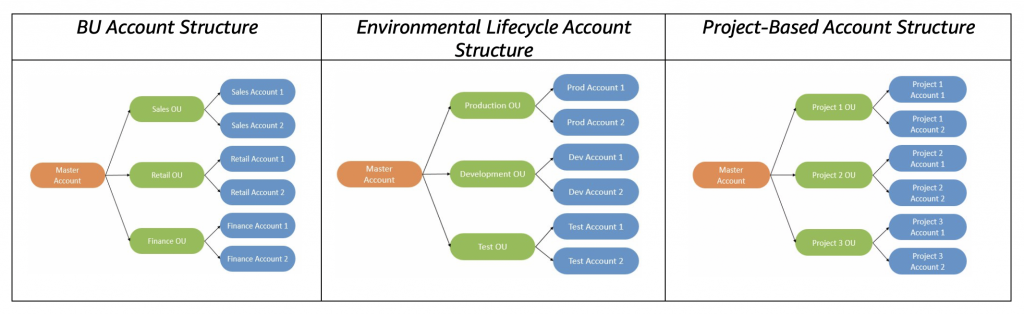 BU Account Structure
Environmental Lifecycle Account
Structure
Project-Based Account Structure
Master
Account
Sales OU
Sales Account 1
Sales Account 2
Retail OU
Retail Account 1
Retail Account 2
Finance OU
Finance Account 1
Finance Account 2
Master
Account
Production OU
Prod Account 1
Prod Account 2
Development OU
Dev Account 1
Dev Account 2
Test OU
Test Account 1
Test Account 2
Master
Account
Project 1 OU
Project 1
Account 1
Project 1
Account 2
Project 2 OU
Project 2
Account 1
Project 2
Account 2
Project 3 OU
Project 3
Account 1
Project 3
Account 2